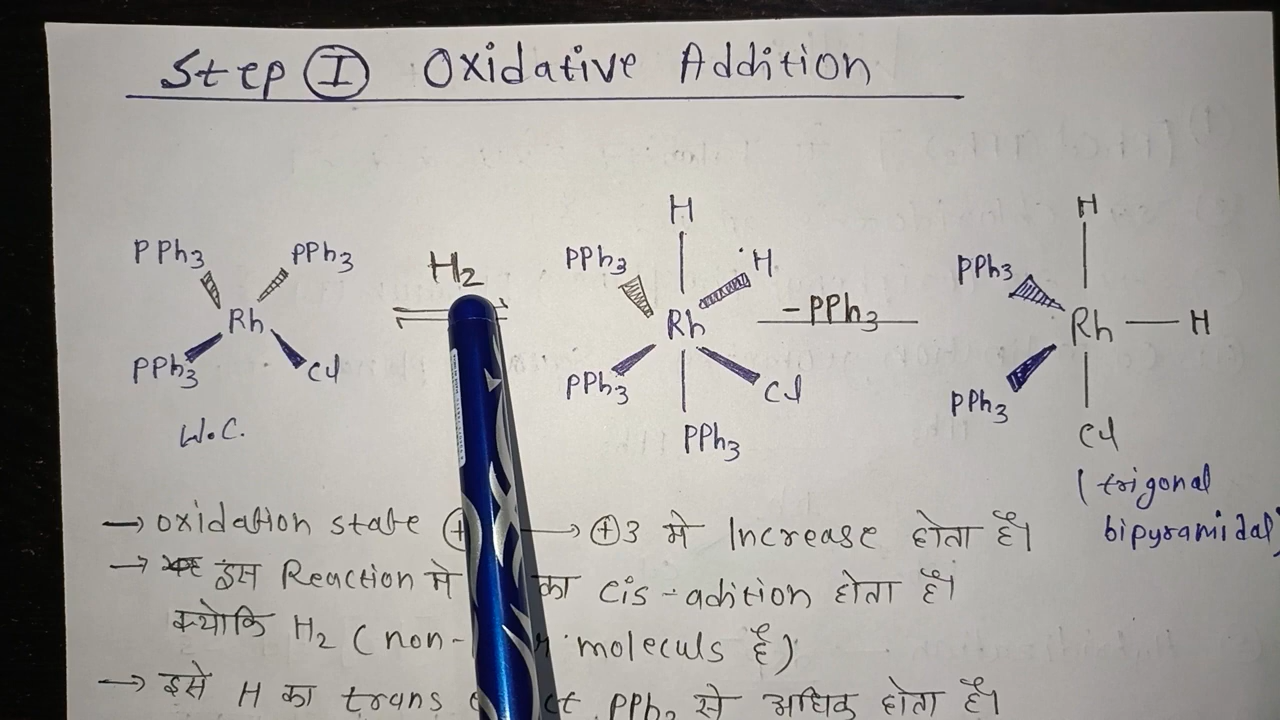 Step I Oxidative Addition
H H
PPh3 PPh3 H2 PPh3 H PPh3
Rh Rh -PPh3 Rh H
PPh3 Cl PPh3 Cl PPh3
W.C. PPh3 Cl
(trigonal
bipyramidal)
→ oxidation state + → +3 मे Increase होता है।
→ इस Reaction मे का cis-adition होता है।
क्योकि H2 (non- moleculs है)
→ इसे H का trans PPh3 से अधिक होता है।